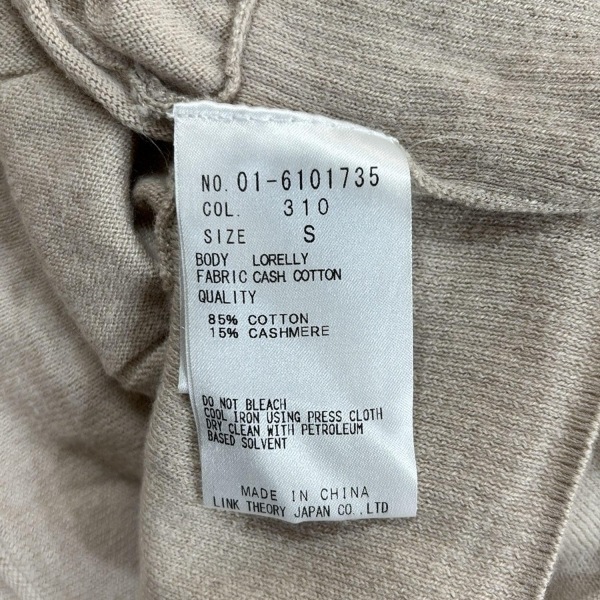 NO. 01-6101735
COL. 310
SIZE S
BODY LORELLY
FABRIC CASH COTTON
QUALITY
85% COTTON
15% CASHMERE
DO NOT BLEACH
COOL IRON USING PRESS CLOTH
DRY CLEAN WITH PETROLEUM
BASED SOLVENT
MADE IN CHINA
LINK THEORY JAPAN CO.,LTD